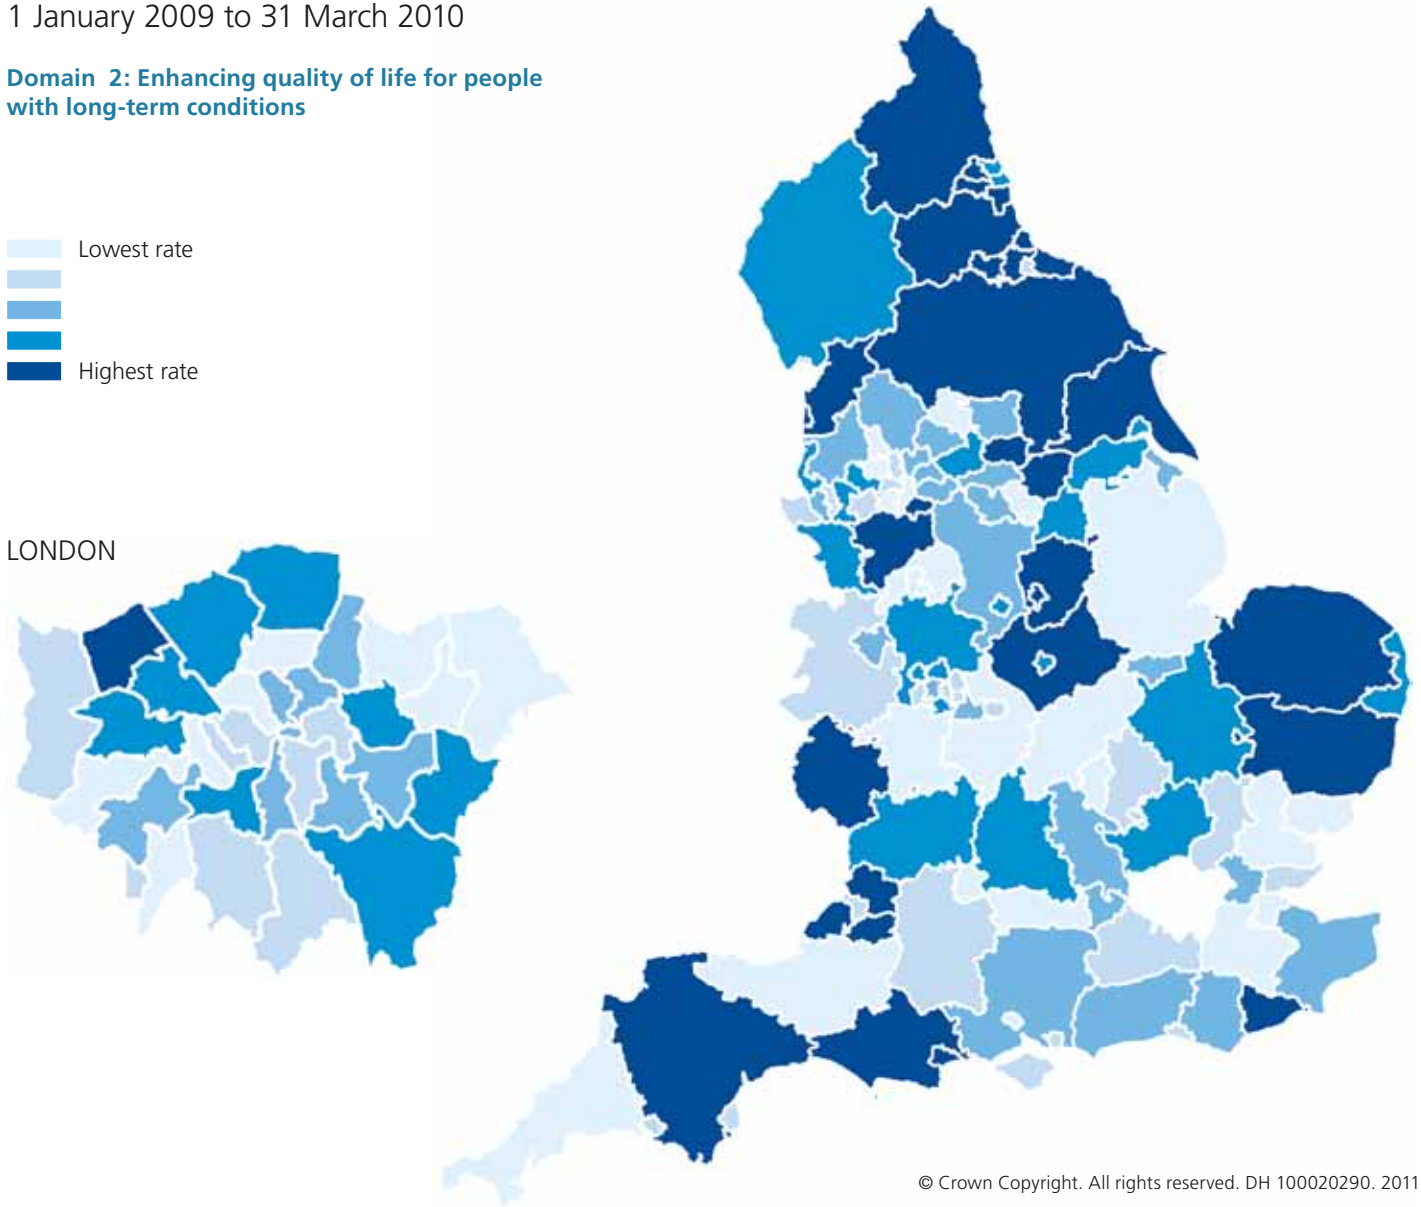 1 January 2009 to 31 March 2010
Domain 2: Enhancing quality of life for people
with long-term conditions
Lowest rate
Highest rate
LONDON
© Crown Copyright. All rights reserved. DH 100020290. 2011